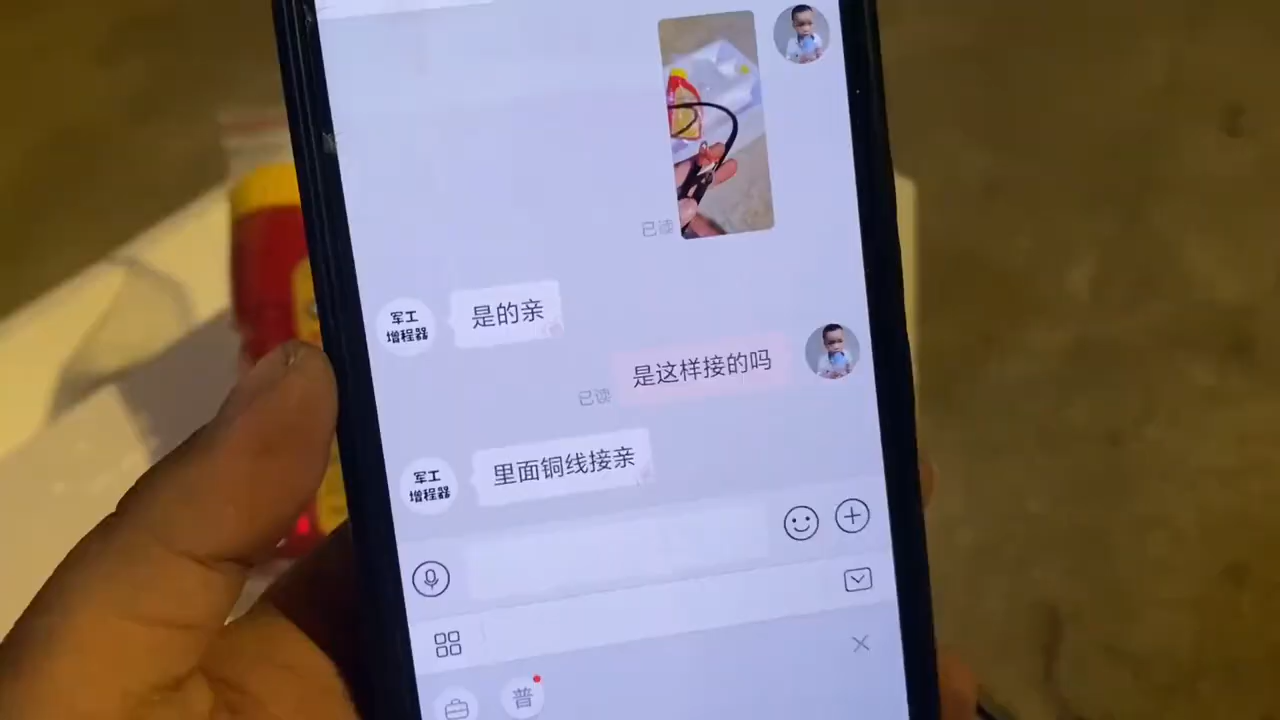 已读
军工
增程器
是的亲
是这样接的吗
已读
军工
增程器
里面铜线接亲
普